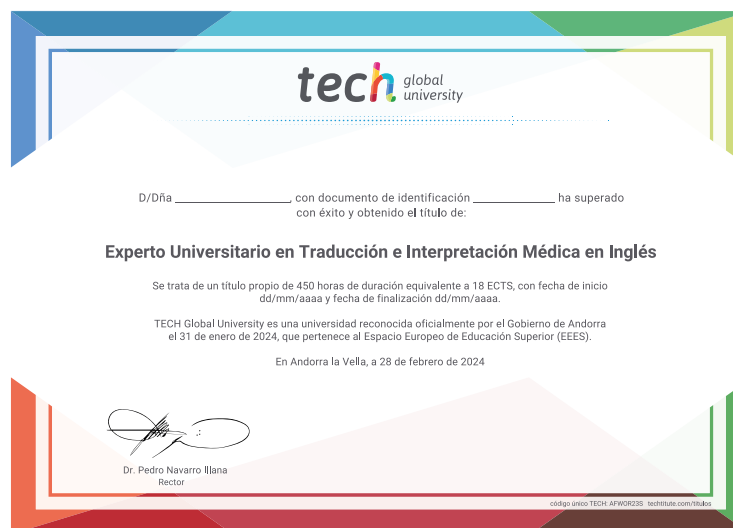 tech global university
D/Dña ____________________, con documento de identificación ______________ ha superado
con éxito y obtenido el título de:
Experto Universitario en Traducción e Interpretación Médica en Inglés
Se trata de un título propio de 450 horas de duración equivalente a 18 ECTS, con fecha de inicio
dd/mm/aaaa y fecha de finalización dd/mm/aaaa.
TECH Global University es una universidad reconocida oficialmente por el Gobierno de Andorra
el 31 de enero de 2024, que pertenece al Espacio Europeo de Educación Superior (EEES).
En Andorra la Vella, a 28 de febrero de 2024
Dr. Pedro Navarro Illana
Rector
código único TECH: AFWOR23S techtitute.com/titulos